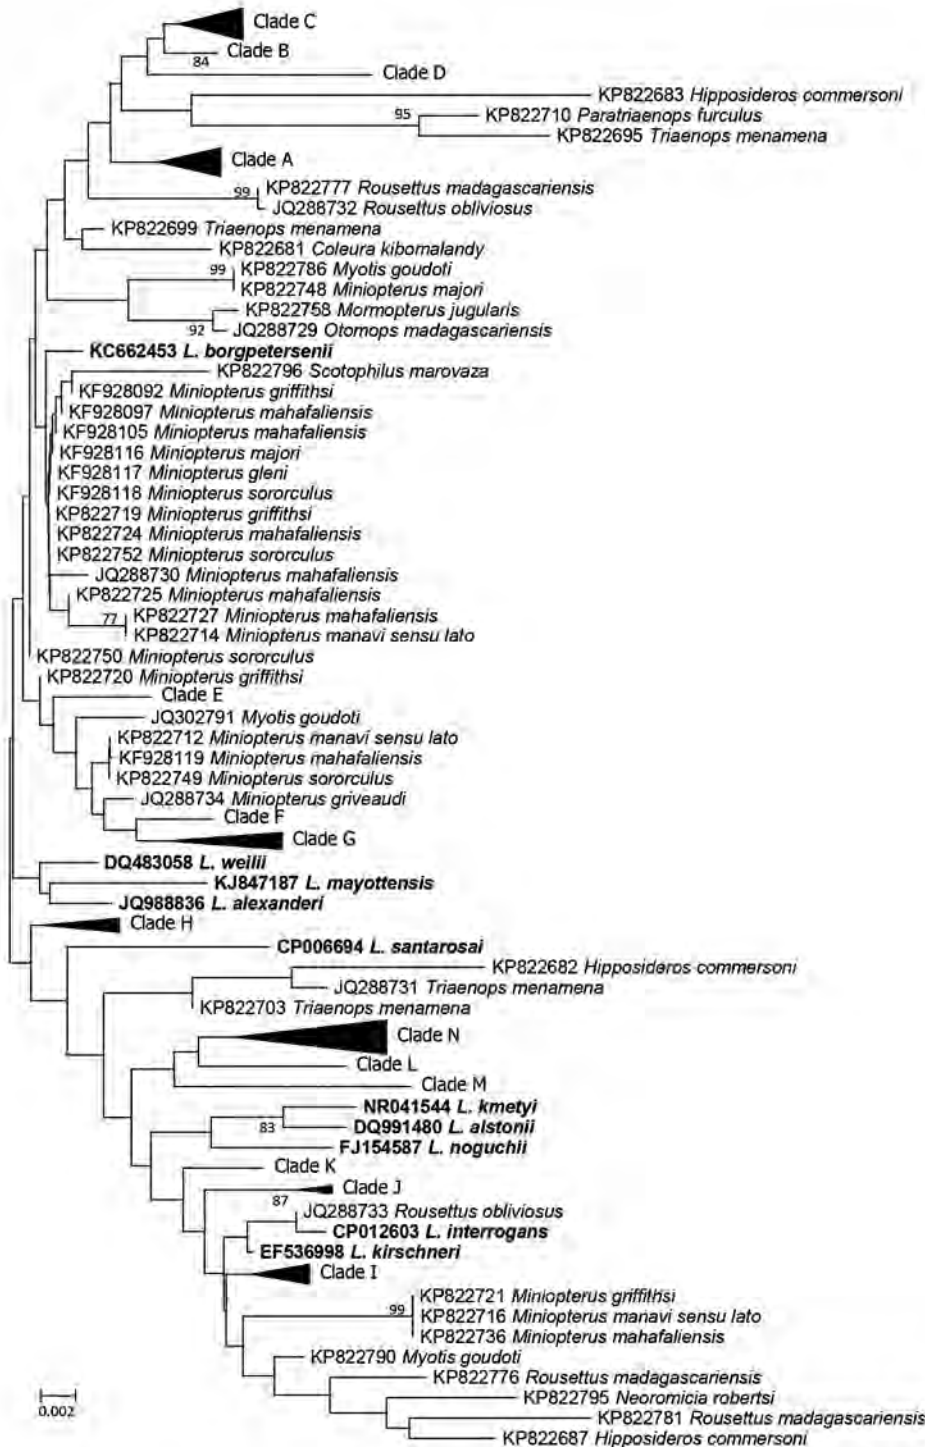 Clade C
Clade B
84
Clade D
KP822683 Hipposideros commersoni
95
KP822710 Paratriaenops furculus
KP822695 Triaenops menamena
Clade A
KP822777 Rousettus madagascariensis
99
JQ288732 Rousettus obliviosus
KP822699 Triaenops menamena
KP822681 Coleura kibomalandy
99
KP822786 Myotis goudoti
KP822748 Miniopterus majori
KP822758 Mormopterus jugularis
92
JQ288729 Otomops madagascariensis
KC662453 L. borgpetersenii
KP822796 Scotophilus marovaza
KF928092 Miniopterus griffithsi
KF928097 Miniopterus mahafaliensis
KF928105 Miniopterus mahafaliensis
KF928116 Miniopterus majori
KF928117 Miniopterus gleni
KF928118 Miniopterus sororculus
KP822719 Miniopterus griffithsi
KP822724 Miniopterus mahafaliensis
KP822752 Miniopterus sororculus
JQ288730 Miniopterus mahafaliensis
KP822725 Miniopterus mahafaliensis
77
KP822727 Miniopterus mahafaliensis
KP822714 Miniopterus manavi sensu lato
KP822750 Miniopterus sororculus
KP822720 Miniopterus griffithsi
Clade E
JQ302791 Myotis goudoti
KP822712 Miniopterus manavi sensu lato
KF928119 Miniopterus mahafaliensis
KP822749 Miniopterus sororculus
JQ288734 Miniopterus griveaudi
Clade F
Clade G
DQ483058 L. weilii
KJ847187 L. mayottensis
JQ988836 L. alexanderi
Clade H
CP006694 L. santarosai
KP822682 Hipposideros commersoni
JQ288731 Triaenops menamena
KP822703 Triaenops menamena
Clade N
Clade L
Clade M
NR041544 L. kmetyi
83
DQ991480 L. alstonii
FJ154587 L. noguchii
Clade K
Clade J
87
JQ288733 Rousettus obliviosus
CP012603 L. interrogans
EF536998 L. kirschneri
Clade I
KP822721 Miniopterus griffithsi
99
KP822716 Miniopterus manavi sensu lato
KP822736 Miniopterus mahafaliensis
KP822790 Myotis goudoti
KP822776 Rousettus madagascariensis
KP822795 Neoromicia robertsi
KP822781 Rousettus madagascariensis
KP822687 Hipposideros commersoni
0.002